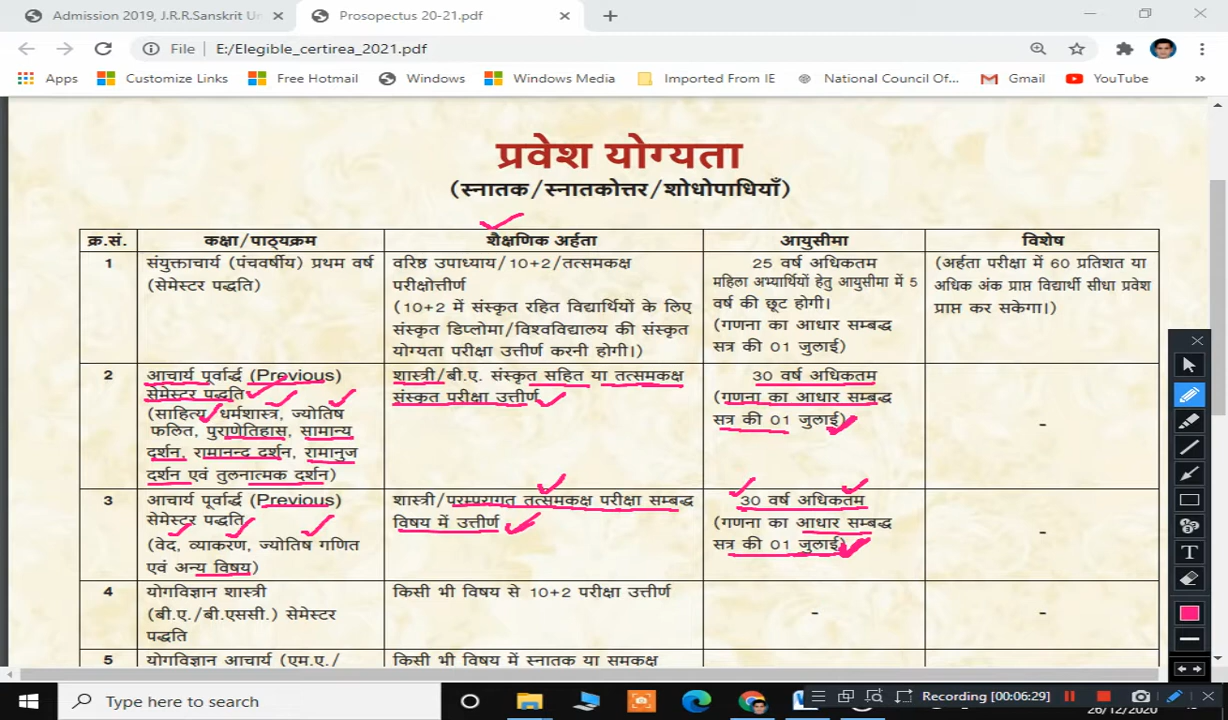 Admission 2019, J.R.R.Sanskrit Un
Prosopectus 20-21.pdf
File
E:/Elegible_certirea_2021.pdf
Apps
Customize Links
Free Hotmail
Windows
Windows Media
Imported From IE
National Council Of...
Gmail
YouTube
प्रवेश योग्यता
(स्नातक/स्नातकोत्तर/शोधोपाधियाँ)
क्र.सं.
कक्षा/पाठ्यक्रम
शैक्षणिक अर्हता
आयुसीमा
विशेष
1
संयुक्ताचार्य (पंचवर्षीय) प्रथम वर्ष
(सेमेस्टर पद्धति)
वरिष्ठ उपाध्याय/10+2/तत्समकक्ष
परीक्षोत्तीर्ण
(10+2 में संस्कृत रहित विद्यार्थियों के लिए
संस्कृत डिप्लोमा/विश्वविद्यालय की संस्कृत
योग्यता परीक्षा उत्तीर्ण करनी होगी।)
25 वर्ष अधिकतम
महिला अभ्यार्थियों हेतु आयुसीमा में 5
वर्ष की छूट होगी।
(गणना का आधार सम्बद्ध
सत्र की 01 जुलाई)
(अर्हता परीक्षा में 60 प्रतिशत या
अधिक अंक प्राप्त विद्यार्थी सीधा प्रवेश
प्राप्त कर सकेगा।)
2
आचार्य पूर्वार्द्ध (Previous)
सेमेस्टर पद्धति
(साहित्य, धर्मशास्त्र, ज्योतिष
फलित, पुराणेतिहास, सामान्य
दर्शन, रामानन्द दर्शन, रामानुज
दर्शन एवं तुलनात्मक दर्शन)
शास्त्री/बी.ए. संस्कृत सहित या तत्समकक्ष
संस्कृत परीक्षा उत्तीर्ण
30 वर्ष अधिकतम
(गणना का आधार सम्बद्ध
सत्र की 01 जुलाई)
-
3
आचार्य पूर्वार्द्ध (Previous)
सेमेस्टर पद्धति
(वेद, व्याकरण, ज्योतिष गणित
एवं अन्य विषय)
शास्त्री/परम्परागत तत्समकक्ष परीक्षा सम्बद्ध
विषय में उत्तीर्ण
30 वर्ष अधिकतम
(गणना का आधार सम्बद्ध
सत्र की 01 जुलाई)
-
4
योगविज्ञान शास्त्री
(बी.ए./बी.एससी.) सेमेस्टर
पद्धति
किसी भी विषय से 10+2 परीक्षा उत्तीर्ण
-
-
5
योगविज्ञान आचार्य (एम.ए./
किसी भी विषय में स्नातक या समकक्ष
Type here to search
Recording [00:06:29]
26/12/2020